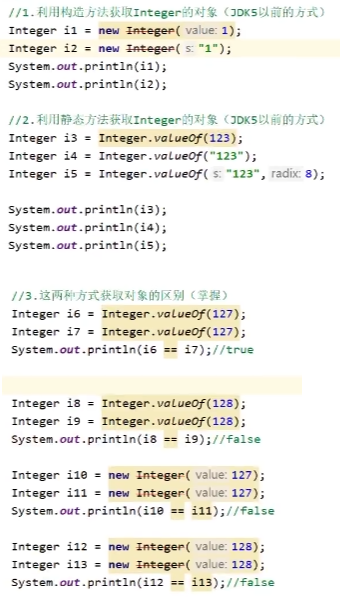 //1.利用构造方法获取Integer的对象（JDK5以前的方式）
Integer i1 = new Integer( value: 1);
Integer i2 = new Integer( s: "1");
System.out.println(i1);
System.out.println(i2);
//2.利用静态方法获取Integer的对象（JDK5以前的方式）
Integer i3 = Integer.valueOf(123);
Integer i4 = Integer.valueOf("123");
Integer i5 = Integer.valueOf( s: "123", radix: 8);
System.out.println(i3);
System.out.println(i4);
System.out.println(i5);
//3.这两种方式获取对象的区别（掌握）
Integer i6 = Integer.valueOf(127);
Integer i7 = Integer.valueOf(127);
System.out.println(i6 == i7);//true
Integer i8 = Integer.valueOf(128);
Integer i9 = Integer.valueOf(128);
System.out.println(i8 == i9);//false
Integer i10 = new Integer( value: 127);
Integer i11 = new Integer( value: 127);
System.out.println(i10 == i11);//false
Integer i12 = new Integer( value: 128);
Integer i13 = new Integer( value: 128);
System.out.println(i12 == i13);//false